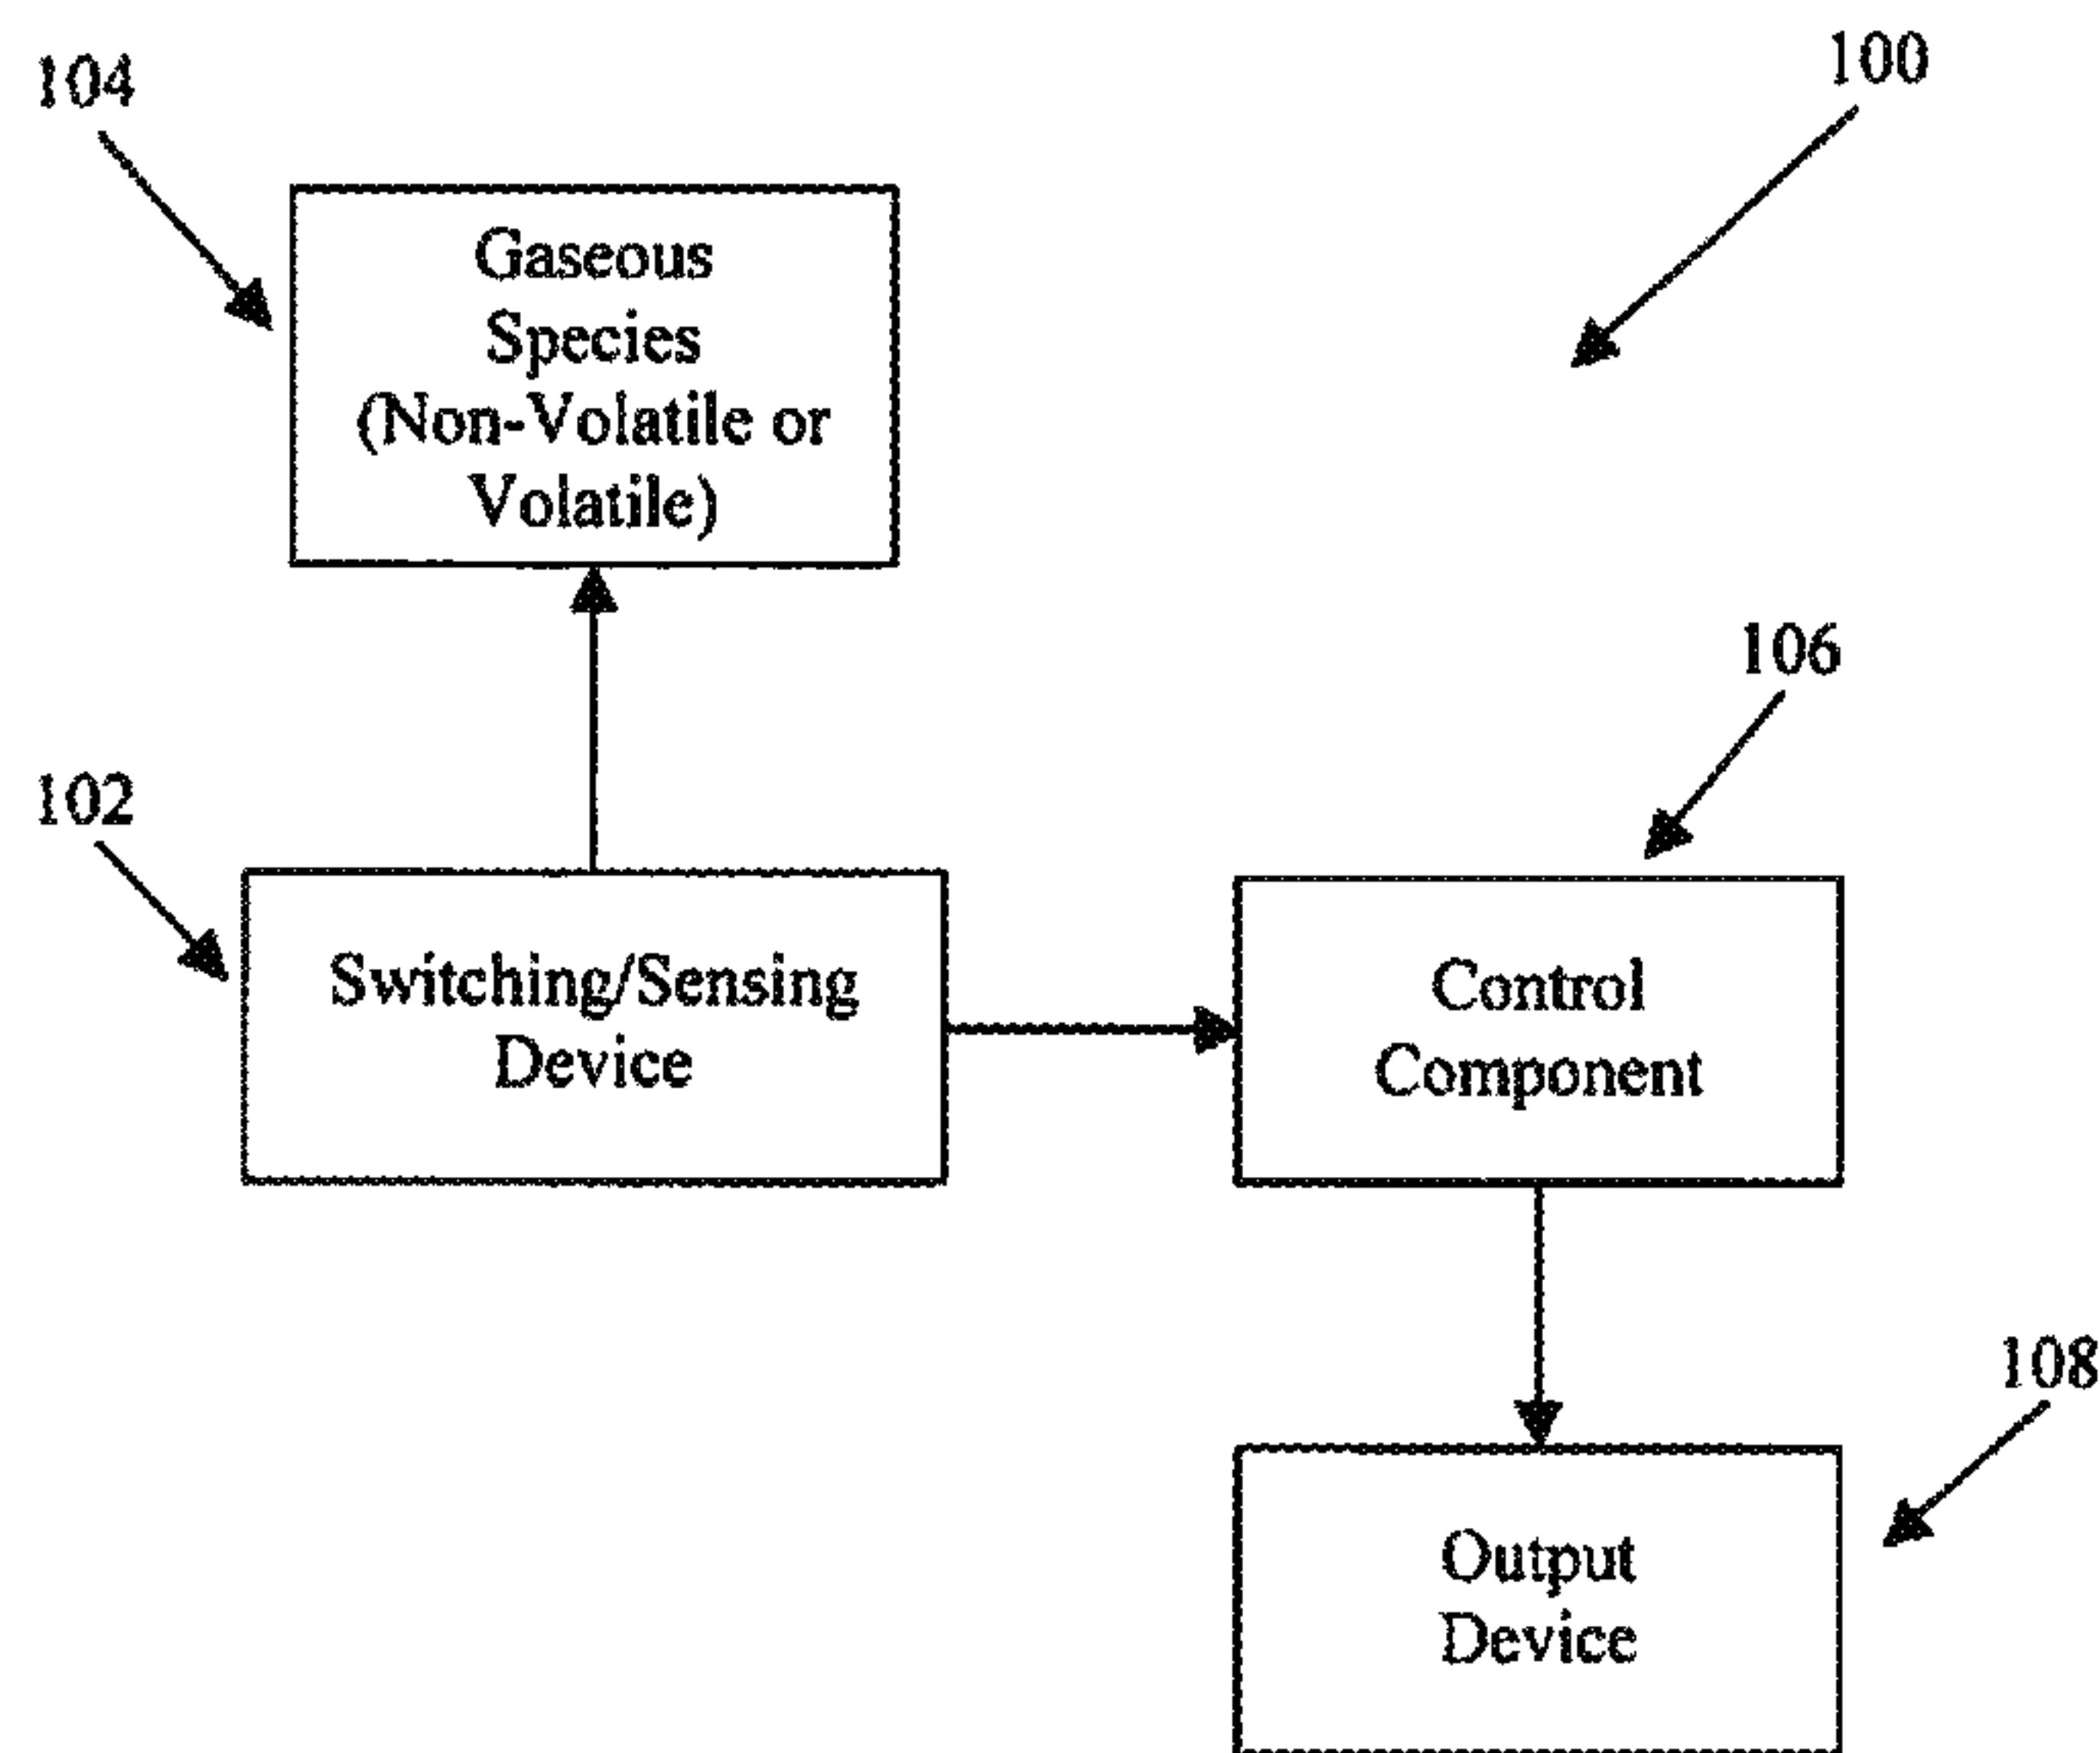 104
100
Gaseous
Species
(Non-Volatile or
Volatile)
106
102
Switching/Sensing
Device
Control
Component
108
Output
Device